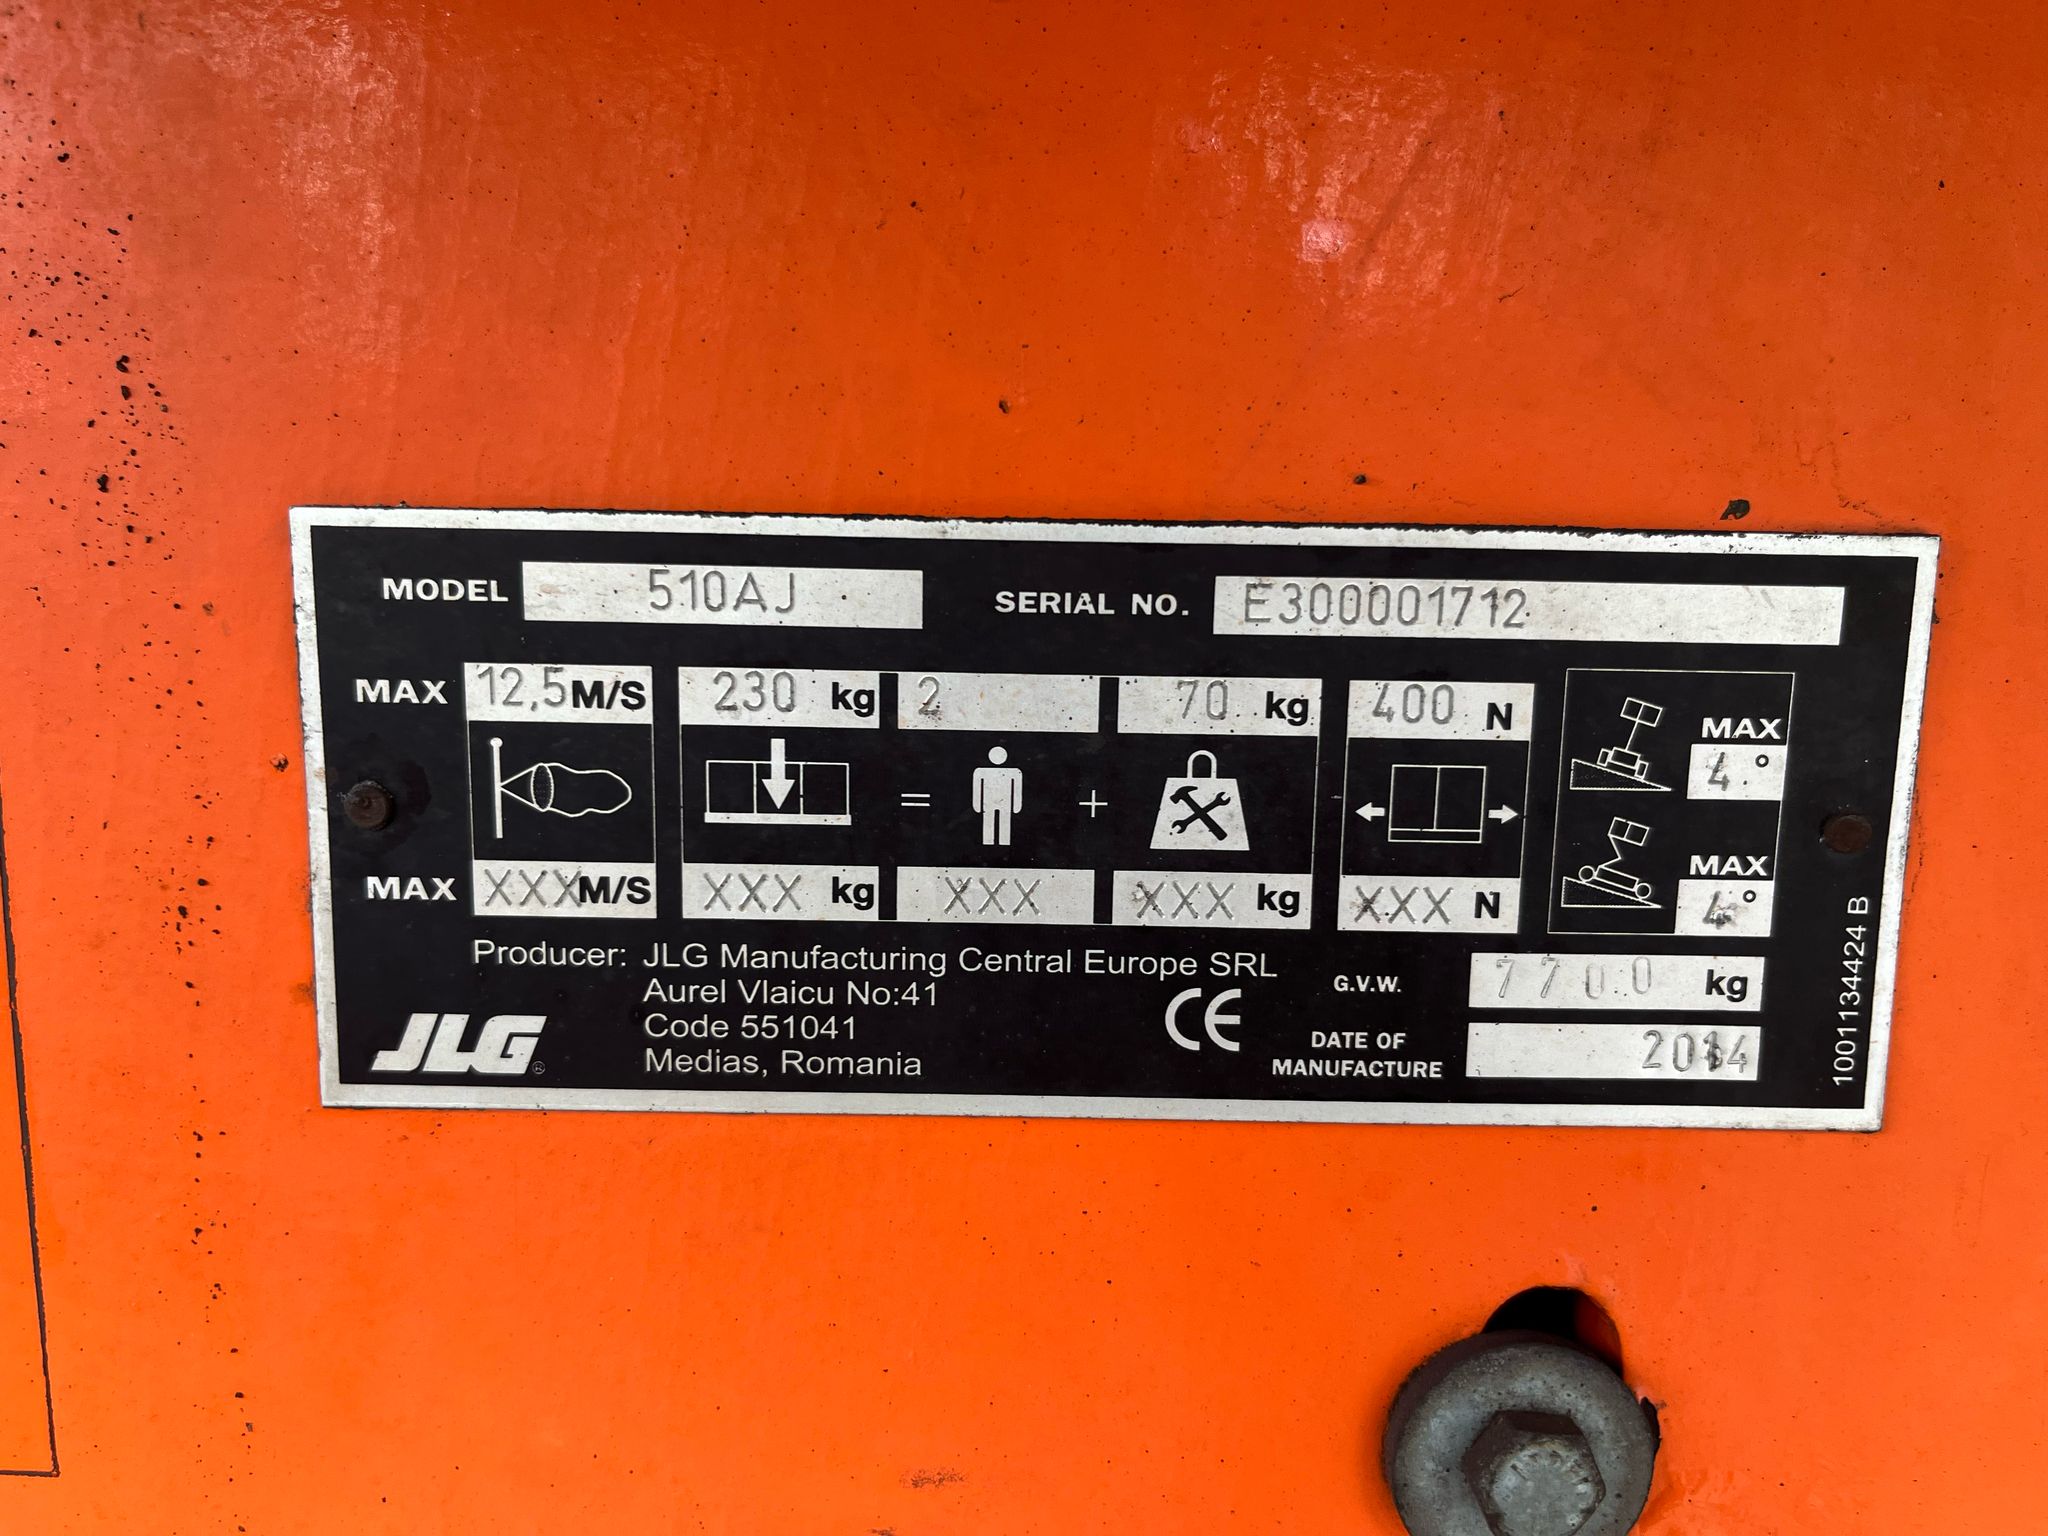 MODEL 510AJ SERIAL NO. E300001712
MAX 12,5 M/S 230 kg 2 70 kg 400 N
= +
MAX 4°
MAX XXX M/S XXX kg XXX XXX kg XXX N
MAX 4°
Producer: JLG Manufacturing Central Europe SRL
Aurel Vlaicu No:41
Code 551041
Medias, Romania
JLG®
CE
G.V.W. 7700 kg
DATE OF
MANUFACTURE 2014
1001134424 B